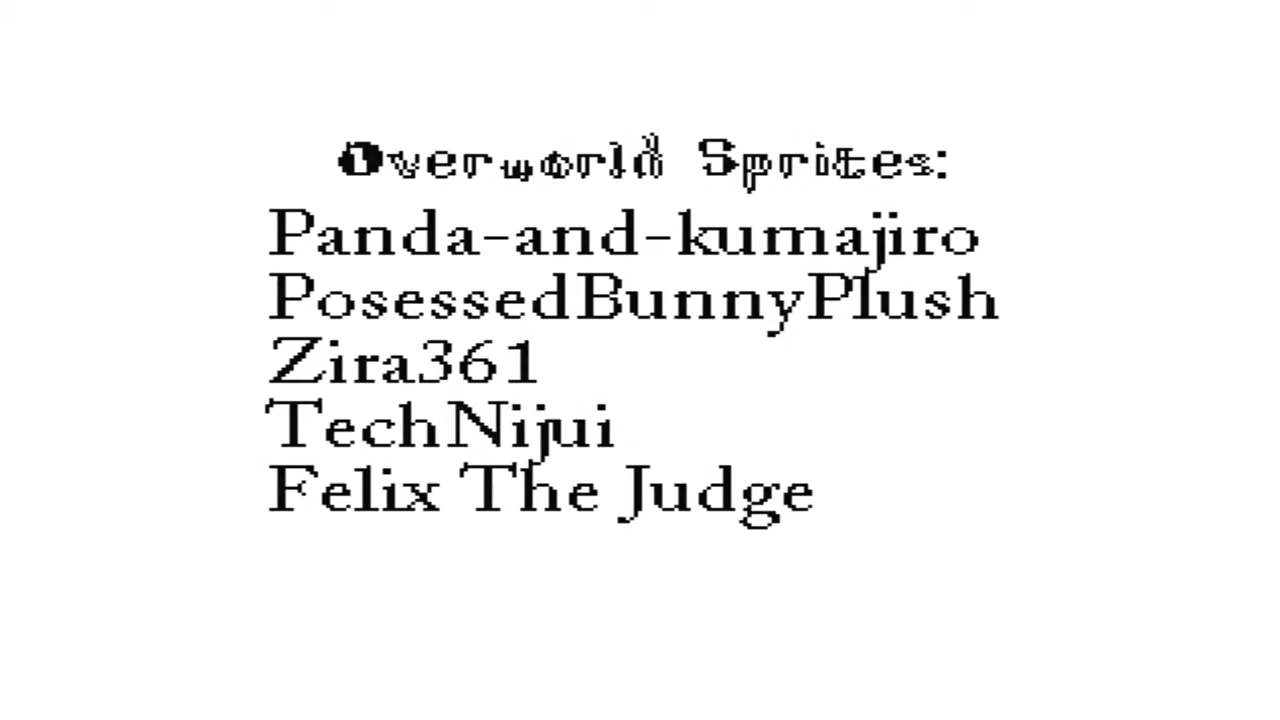 Overworld Sprites:
Panda-and-kumajiro
PosessedBunnyPlush
Zira361
TechNijui
Felix The Judge